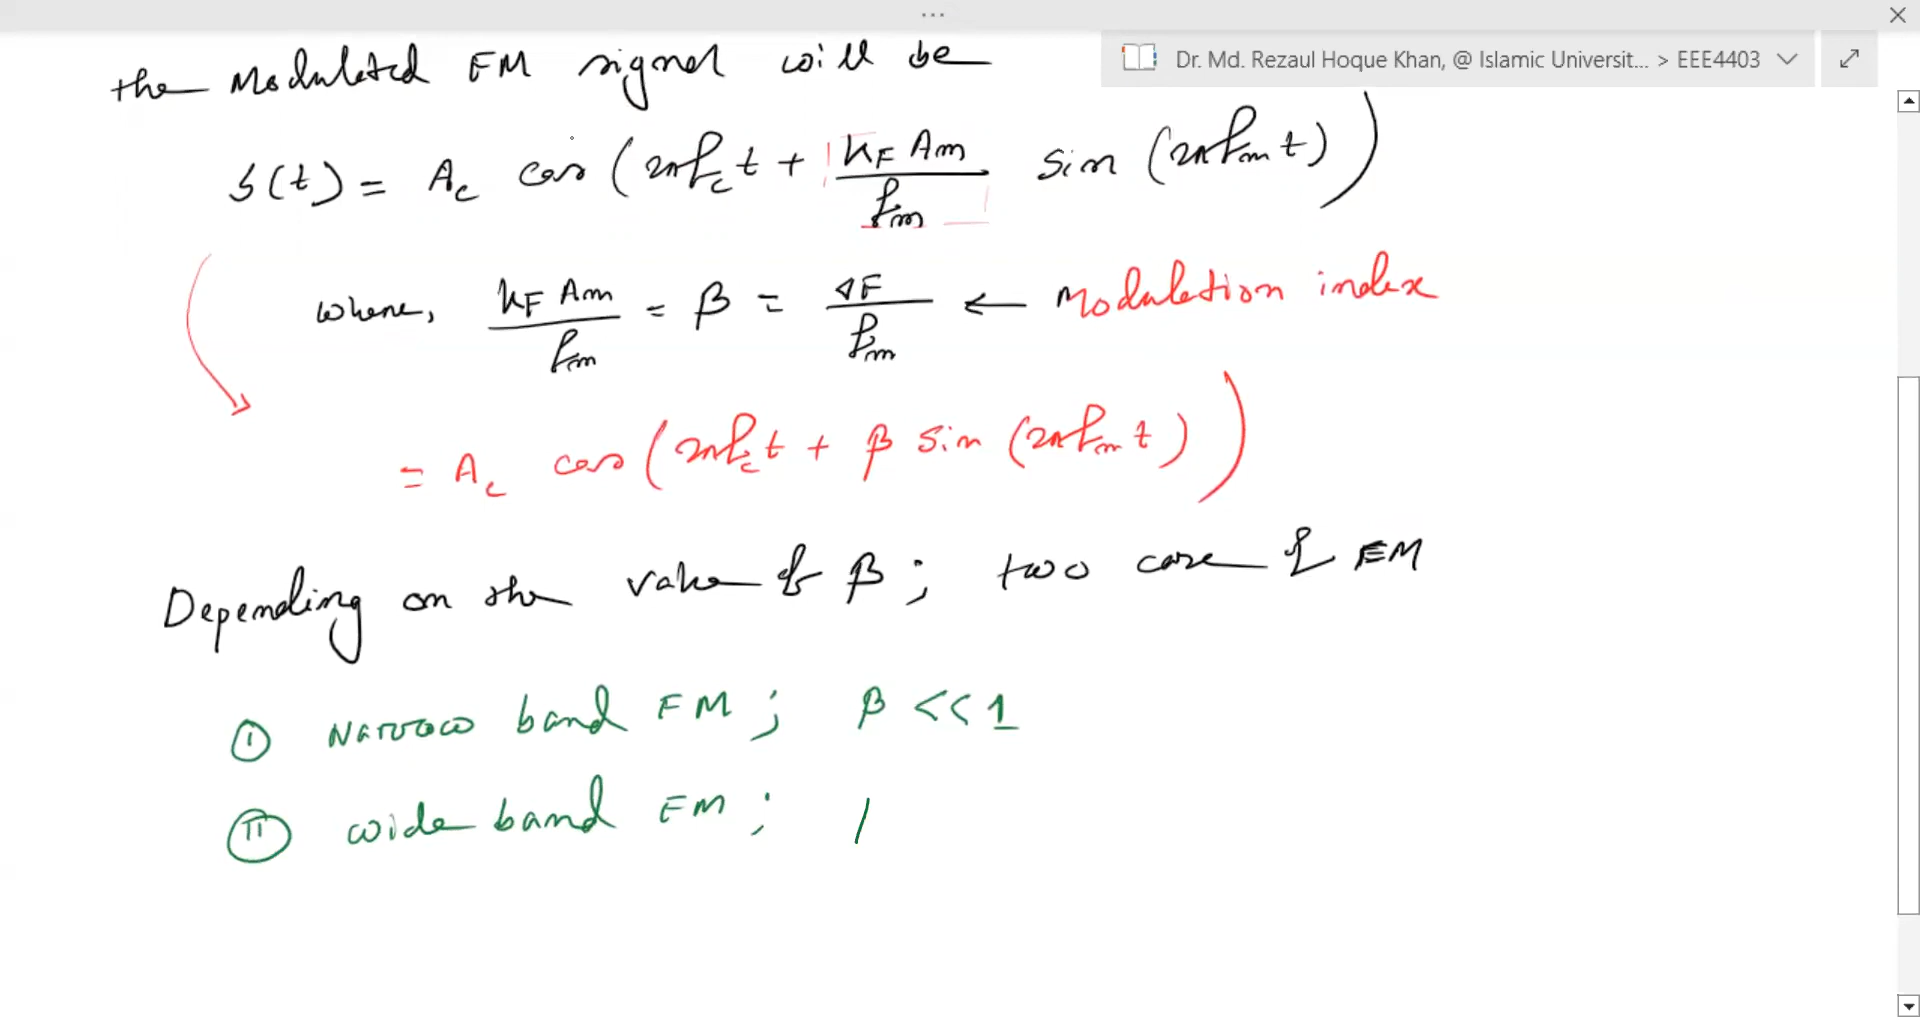 ...
the Modulated FM signal will be
Dr. Md. Rezaul Hoque Khan, @ Islamic Universit... > EEE4403
S(t) = Ac cos (2πfct + kF Am / fm sin (2πfmt))
where, kF Am / fm = β = ΔF / fm ← Modulation index
= Ac cos (2πfct + β sin (2πfmt))
Depending on the value of β; two case of FM
① Narrow band FM; β <<1
② wide band FM;